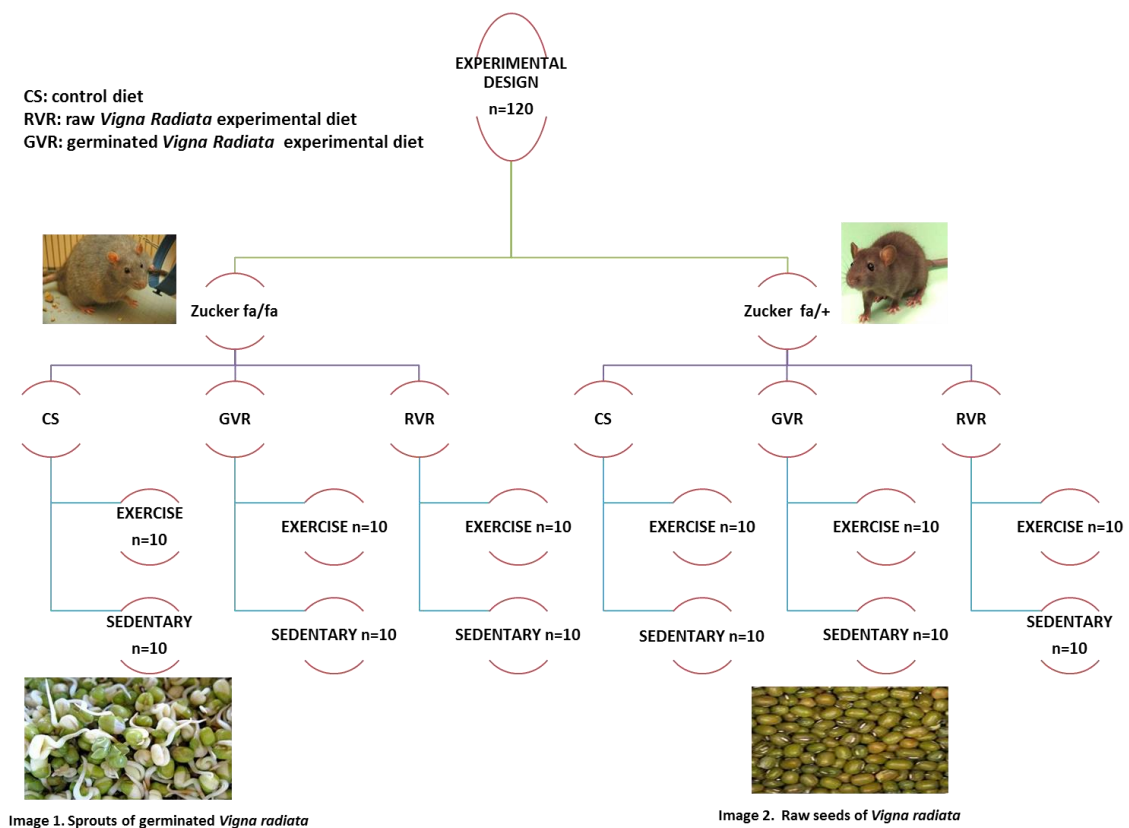 EXPERIMENTAL
DESIGN
n=120
CS: control diet
RVR: raw Vigna Radiata experimental diet
GVR: germinated Vigna Radiata experimental diet
Zucker fa/fa
Zucker fa/+
CS
GVR
RVR
CS
GVR
RVR
EXERCISE
n=10
EXERCISE n=10
EXERCISE n=10
EXERCISE n=10
EXERCISE n=10
EXERCISE n=10
SEDENTARY
n=10
SEDENTARY n=10
SEDENTARY n=10
SEDENTARY n=10
SEDENTARY n=10
SEDENTARY
n=10
Image 1. Sprouts of germinated Vigna radiata
Image 2. Raw seeds of Vigna radiata